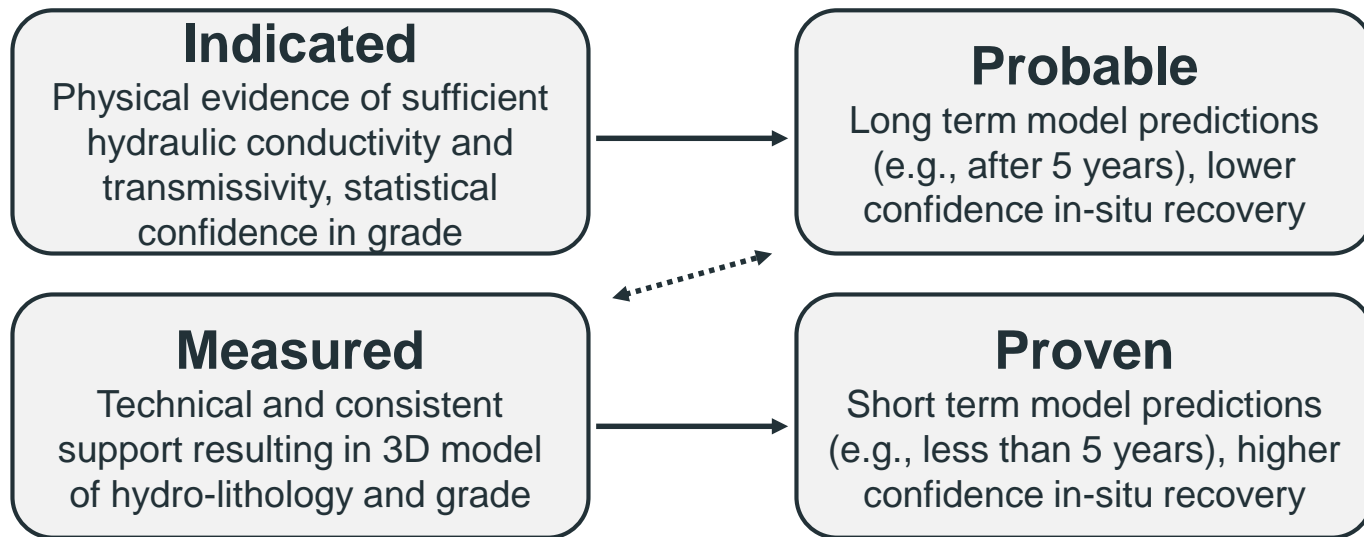 Indicated
Physical evidence of sufficient
hydraulic conductivity and
transmissivity, statistical
confidence in grade
Probable
Long term model predictions
(e.g., after 5 years), lower
confidence in-situ recovery
Measured
Technical and consistent
support resulting in 3D model
of hydro-lithology and grade
Proven
Short term model predictions
(e.g., less than 5 years), higher
confidence in-situ recovery